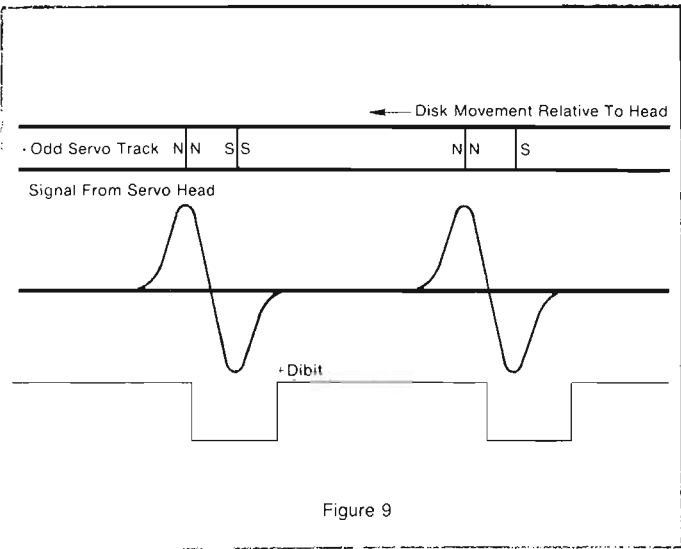 Disk Movement Relative To Head
Odd Servo Track N N S S N N S
Signal From Servo Head
+Dibit
Figure 9